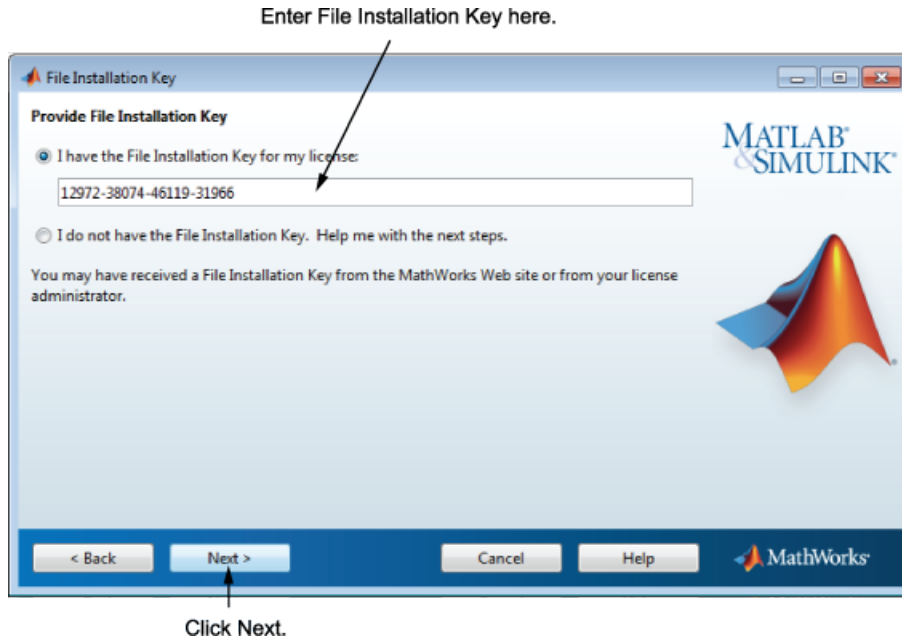 Enter File Installation Key here.
File Installation Key
Provide File Installation Key
I have the File Installation Key for my license:
12972-38074-46119-31966
I do not have the File Installation Key. Help me with the next steps.
You may have received a File Installation Key from the MathWorks Web site or from your license
administrator.
MATLAB®
&SIMULINK®
< Back
Next >
Cancel
Help
MathWorks®
Click Next.